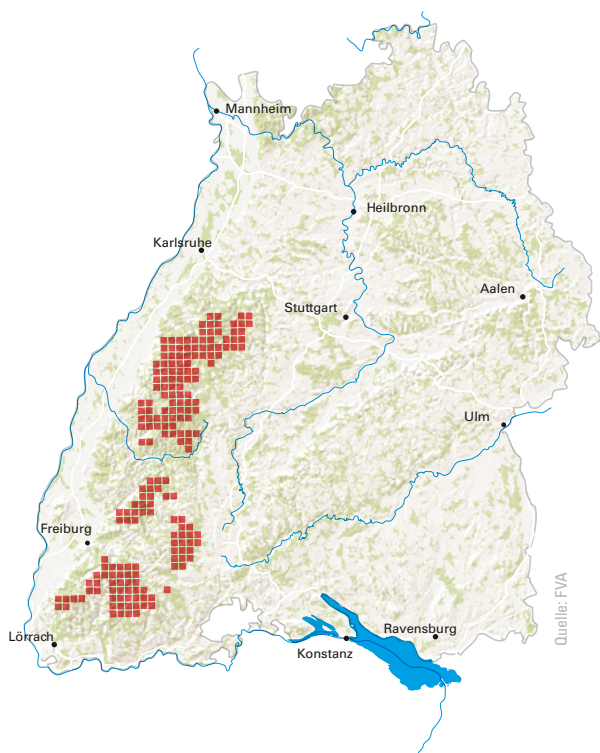 Mannheim
Heilbronn
Karlsruhe
Aalen
Stuttgart
Ulm
Freiburg
Quelle: FVA
Ravensburg
Lörrach
Konstanz